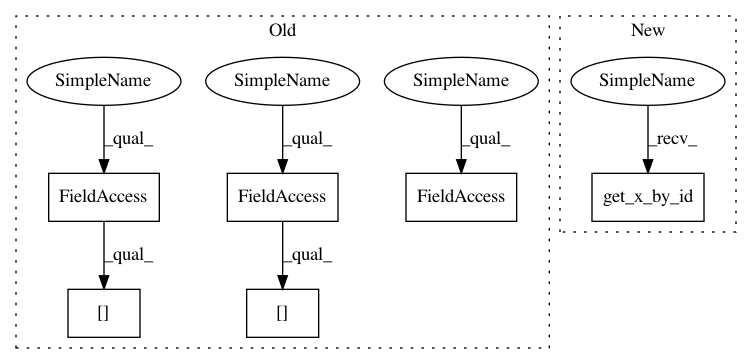 Old
New
SimpleName
SimpleName
SimpleName
SimpleName
_qual_
_qual_
_qual_
_recv_
FieldAccess
FieldAccess
FieldAccess
get_x_by_id
_qual_
_qual_
[]
[]